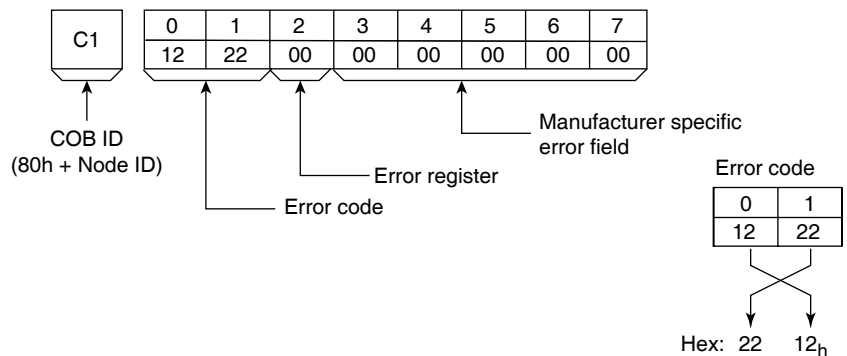 C1
0 1 2 3 4 5 6 7
12 22 00 00 00 00 00 00
COB ID
(80h + Node ID)
Manufacturer specific
error field
Error register
Error code
Error code
0 1
12 22
Hex: 22 12h